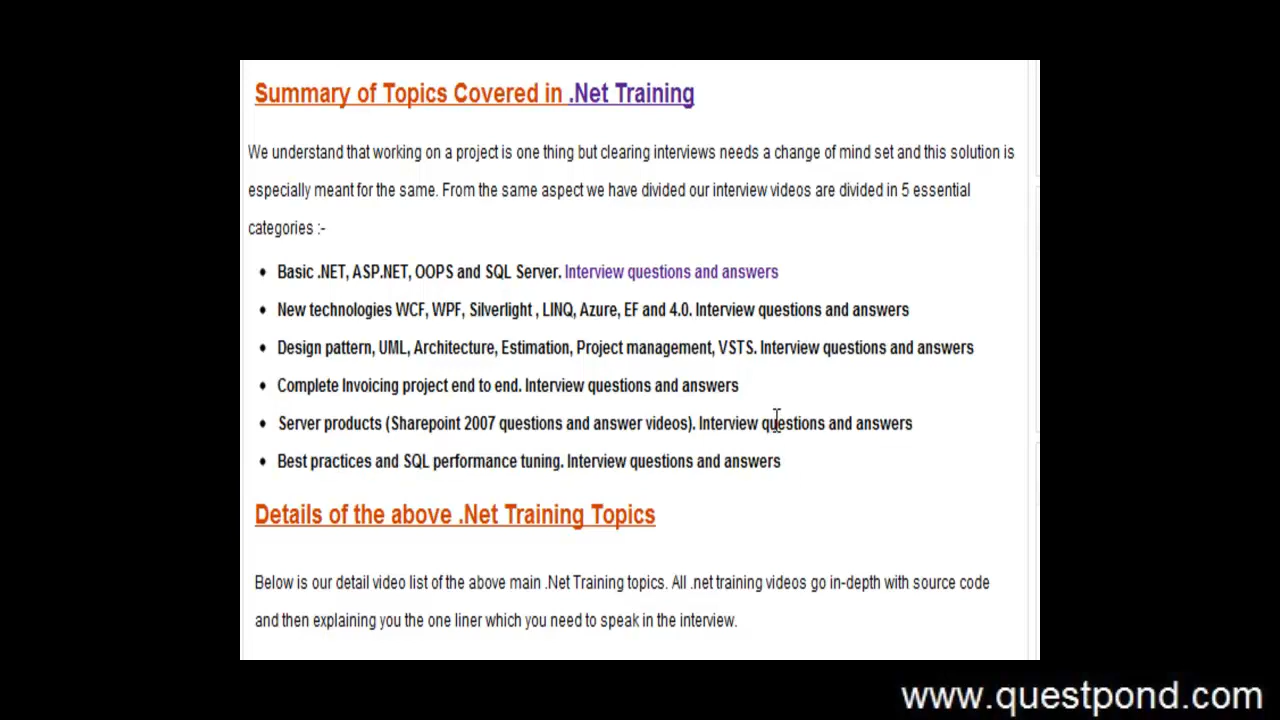 Summary of Topics Covered in .Net Training
We understand that working on a project is one thing but clearing interviews needs a change of mind set and this solution is
especially meant for the same. From the same aspect we have divided our interview videos are divided in 5 essential
categories :-
• Basic .NET, ASP.NET, OOPS and SQL Server. Interview questions and answers
• New technologies WCF, WPF, Silverlight , LINQ, Azure, EF and 4.0. Interview questions and answers
• Design pattern, UML, Architecture, Estimation, Project management, VSTS. Interview questions and answers
• Complete Invoicing project end to end. Interview questions and answers
• Server products (Sharepoint 2007 questions and answer videos). Interview questions and answers
• Best practices and SQL performance tuning. Interview questions and answers
Details of the above .Net Training Topics
Below is our detail video list of the above main .Net Training topics. All .net training videos go in-depth with source code
and then explaining you the one liner which you need to speak in the interview.
www.questpond.com